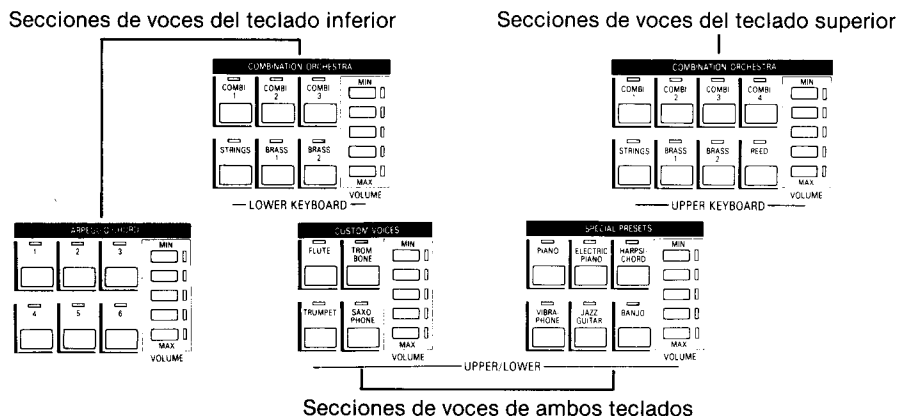 Secciones de voces del teclado inferior
Secciones de voces del teclado superior
COMBINATION ORCHESTRA
COMBI 1
COMBI 2
COMBI 3
MIN
STRINGS
BRASS 1
BRASS 2
MAX
VOLUME
LOWER KEYBOARD
COMBINATION ORCHESTRA
COMBI 1
COMBI 2
COMBI 3
COMBI 4
MIN
STRINGS
BRASS 1
BRASS 2
REED
MAX
VOLUME
UPPER KEYBOARD
ARPEGGIO CHORD
1
2
3
MIN
4
5
6
MAX
VOLUME
CUSTOM VOICES
FLUTE
TROM
BONE
MIN
TRUMPET
SAXO
PHONE
MAX
VOLUME
SPECIAL PRESETS
PIANO
ELECTRIC
PIANO
HARPSI-
CHORD
MIN
VIBRA-
PHONE
JAZZ
GUITAR
BANJO
MAX
VOLUME
UPPER/LOWER
Secciones de voces de ambos teclados